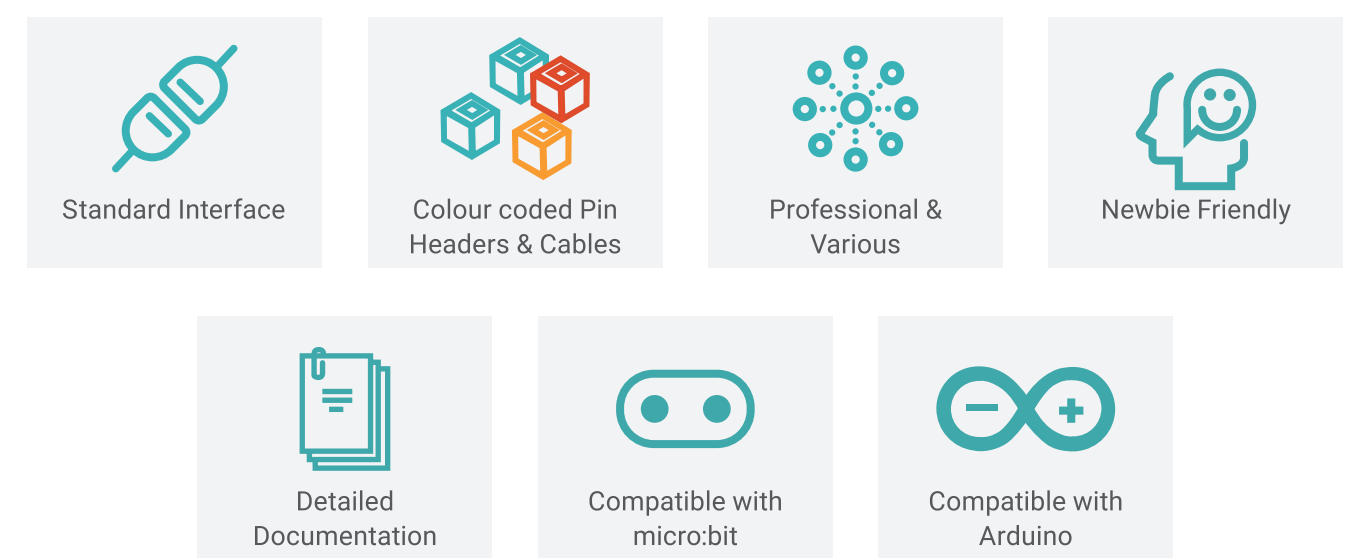 Standard Interface
Colour coded Pin
Headers & Cables
Professional &
Various
Newbie Friendly
Detailed
Documentation
Compatible with
micro:bit
Compatible with
Arduino